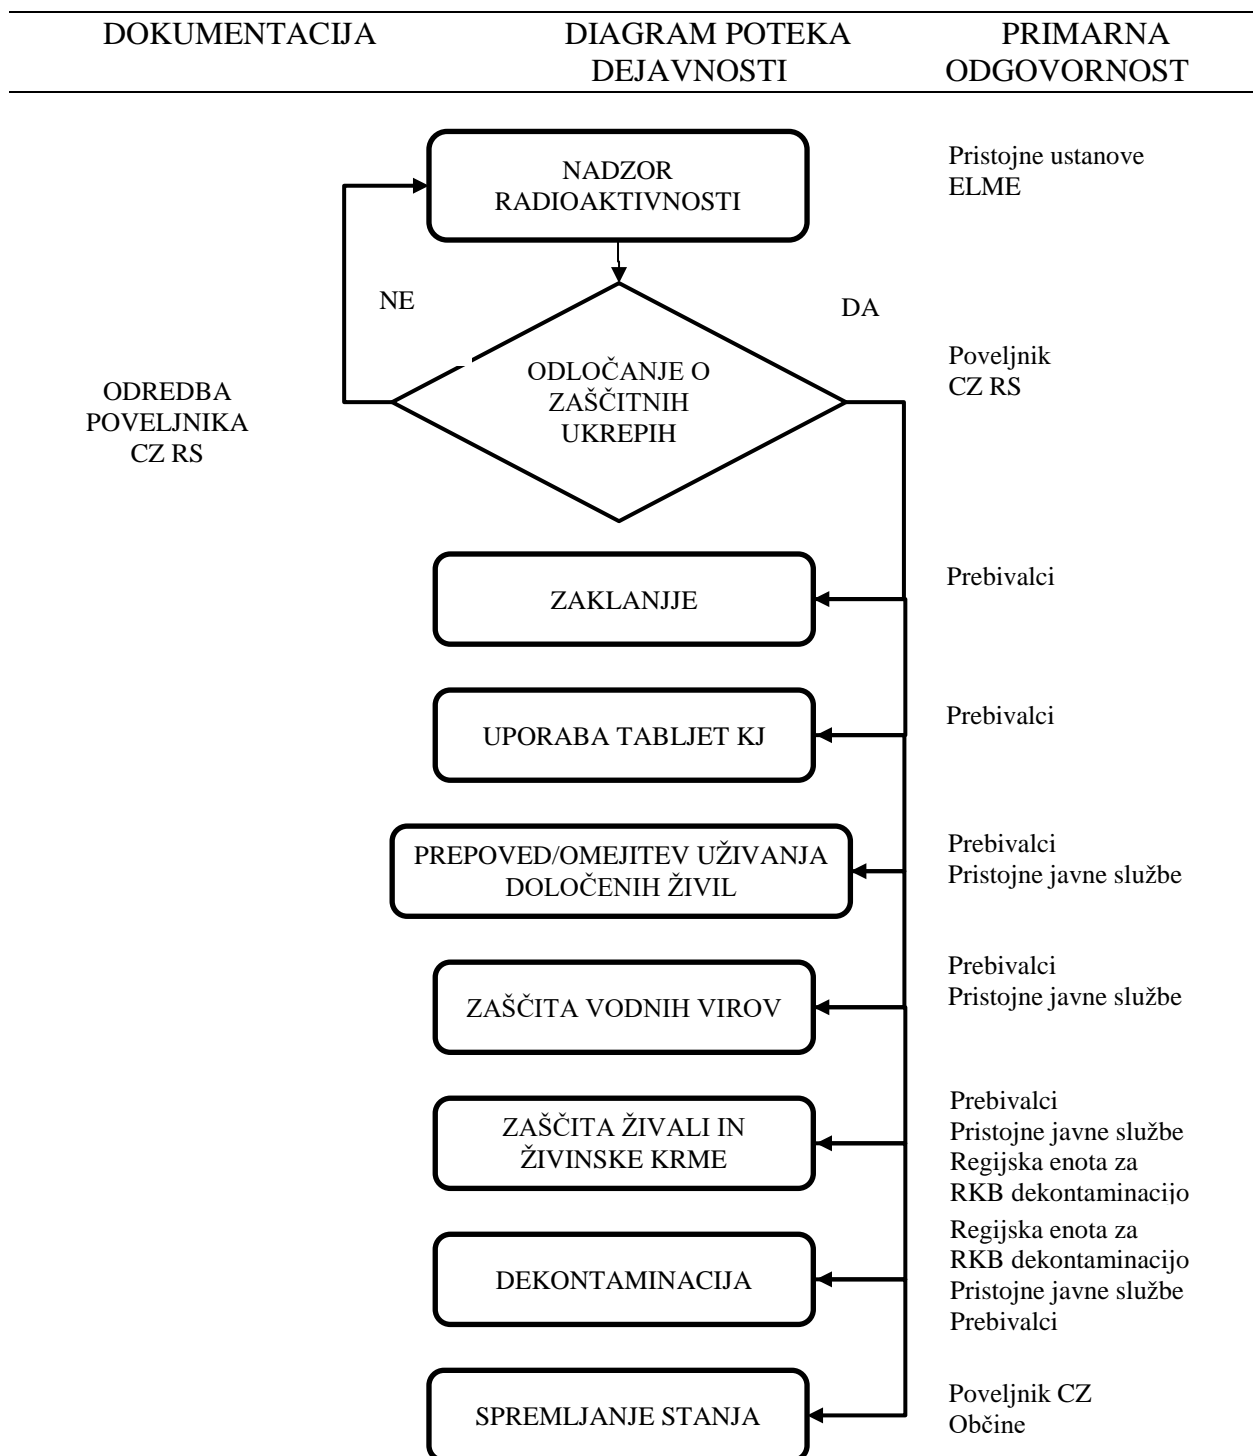 DOKUMENTACIJA
DIAGRAM POTEKA
DEJAVNOSTI
PRIMARNA
ODGOVORNOST
NADZOR
RADIOAKTIVNOSTI
Pristojne ustanove
ELME
NE
DA
ODLOČANJE O
ZAŠČITNIH
UKREPIH
Poveljnik
CZ RS
ODREDBA
POVELJNIKA
CZ RS
ZAKLANJJE
Prebivalci
UPORABA TABLJET KJ
Prebivalci
PREPOVED/OMEJITEV UŽIVANJA
DOLOČENIH ŽIVIL
Prebivalci
Pristojne javne službe
ZAŠČITA VODNIH VIROV
Prebivalci
Pristojne javne službe
ZAŠČITA ŽIVALI IN
ŽIVINSKE KRME
Prebivalci
Pristojne javne službe
Regijska enota za
RKB dekontaminacijo
DEKONTAMINACIJA
Regijska enota za
RKB dekontaminacijo
Pristojne javne službe
Prebivalci
SPREMLJANJE STANJA
Poveljnik CZ
Občine